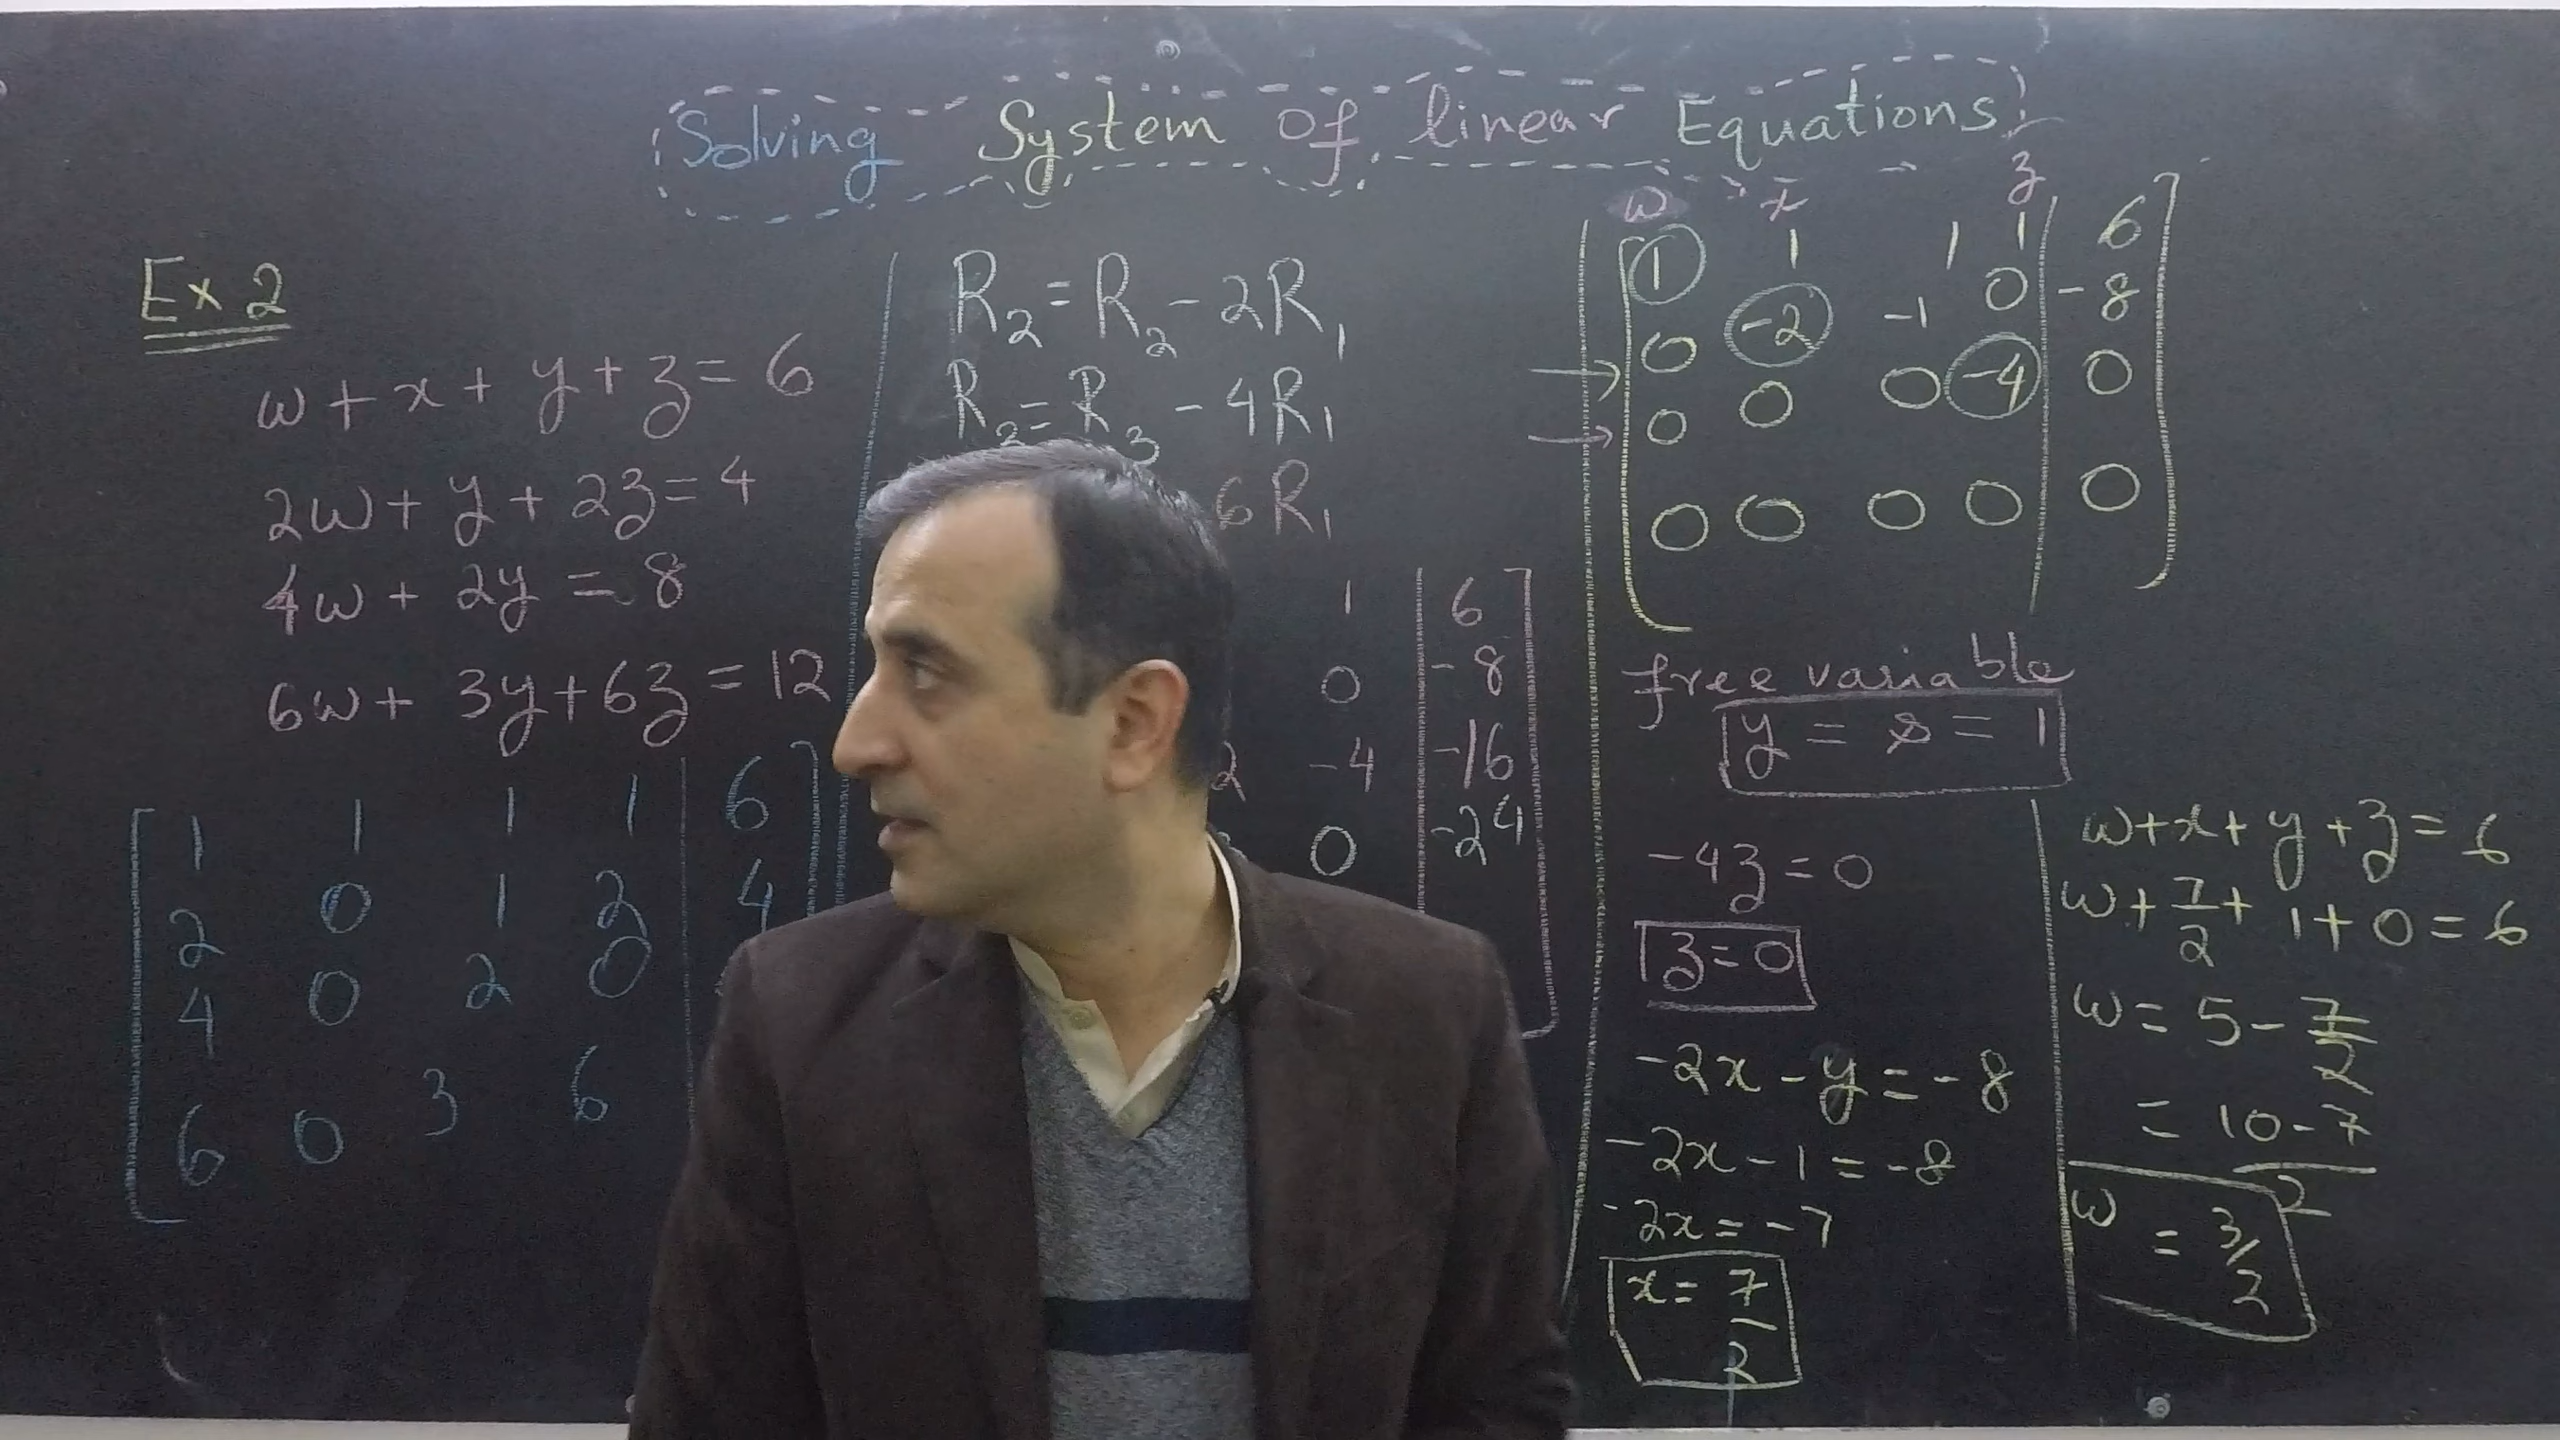 Solving System of linear Equations
Ex 2
w + x + y + z = 6
2w + y + 2z = 4
4w + 2y = 8
6w + 3y + 6z = 12
1 1 1 1 | 6
2 0 1 2 | 4
4 0 2 0
6 0 3 6
R2 = R2 - 2R1
R2 = R3 - 4R1
6R1
1 | 6
0 | -8
2 -4 | -16
0 | -24
w x z
1 1 1 1 | 6
0 -2 -1 0 | -8
→ 0 0 0 -4 | 0
→ 0 0 0 0 | 0
free variable
y = s = 1
-4z = 0
z = 0
-2x - y = -8
-2x - 1 = -8
-2x = -7
x = 7/2
w + x + y + z = 6
w + 7/2 + 1 + 0 = 6
w = 5 - 7/2
= 10 - 7 / 2
w = 3/2